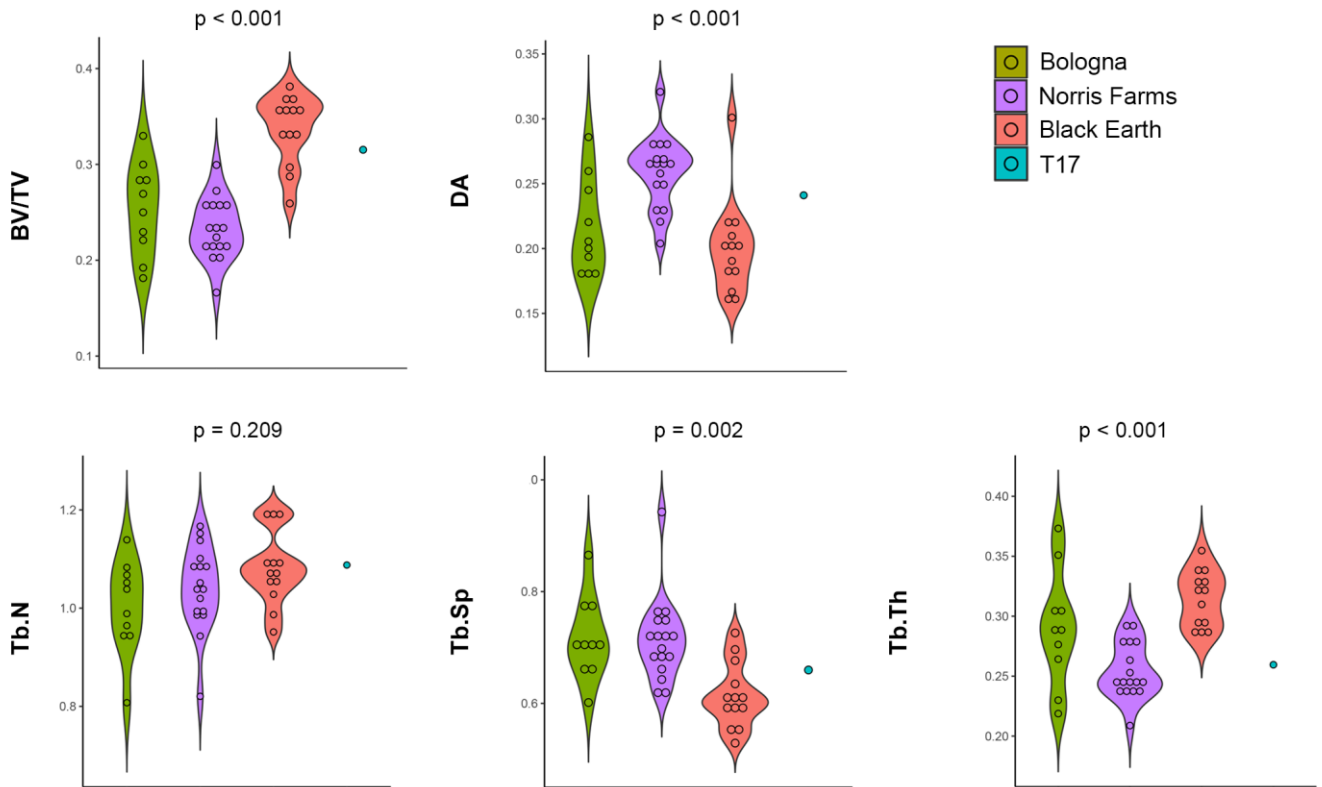 p < 0.001
BV/TV
0.4
0.3
0.2
0.1
p < 0.001
DA
0.35
0.30
0.25
0.20
0.15
Bologna
Norris Farms
Black Earth
T17
p = 0.209
Tb.N
1.2
1.0
0.8
p = 0.002
Tb.Sp
0
0.8
0.6
p < 0.001
Tb.Th
0.40
0.35
0.30
0.25
0.20